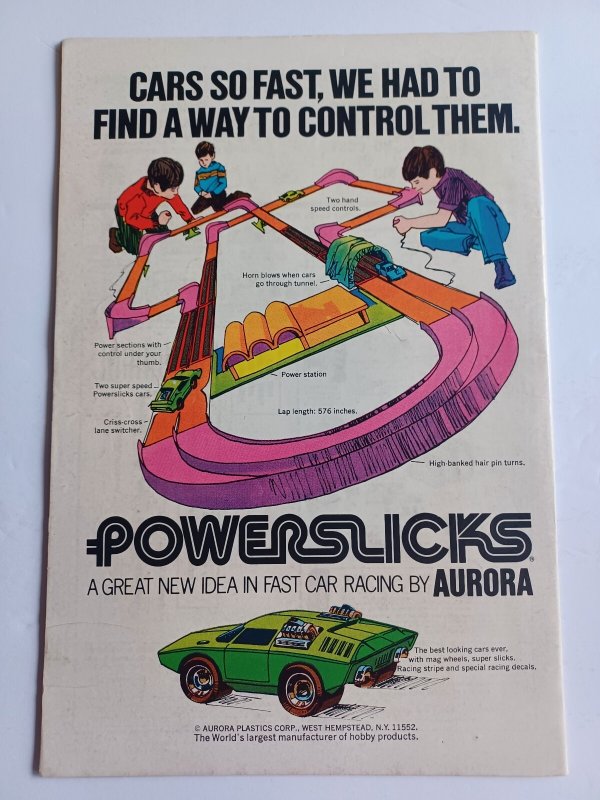 CARS SO FAST, WE HAD TO
FIND A WAY TO CONTROL THEM.
Two hand
speed controls.
Horn blows when cars
go through tunnel.
Power sections with
control under your
thumb.
Two super speed
Powerslicks cars.
Power station
Criss-cross
lane switcher.
Lap length: 576 inches.
High-banked hair pin turns.
POWERSLICKS®
A GREAT NEW IDEA IN FAST CAR RACING BY AURORA
The best looking cars ever,
with mag wheels, super slicks.
Racing stripe and special racing decals.
© AURORA PLASTICS CORP., WEST HEMPSTEAD, N.Y. 11552.
The World's largest manufacturer of hobby products.